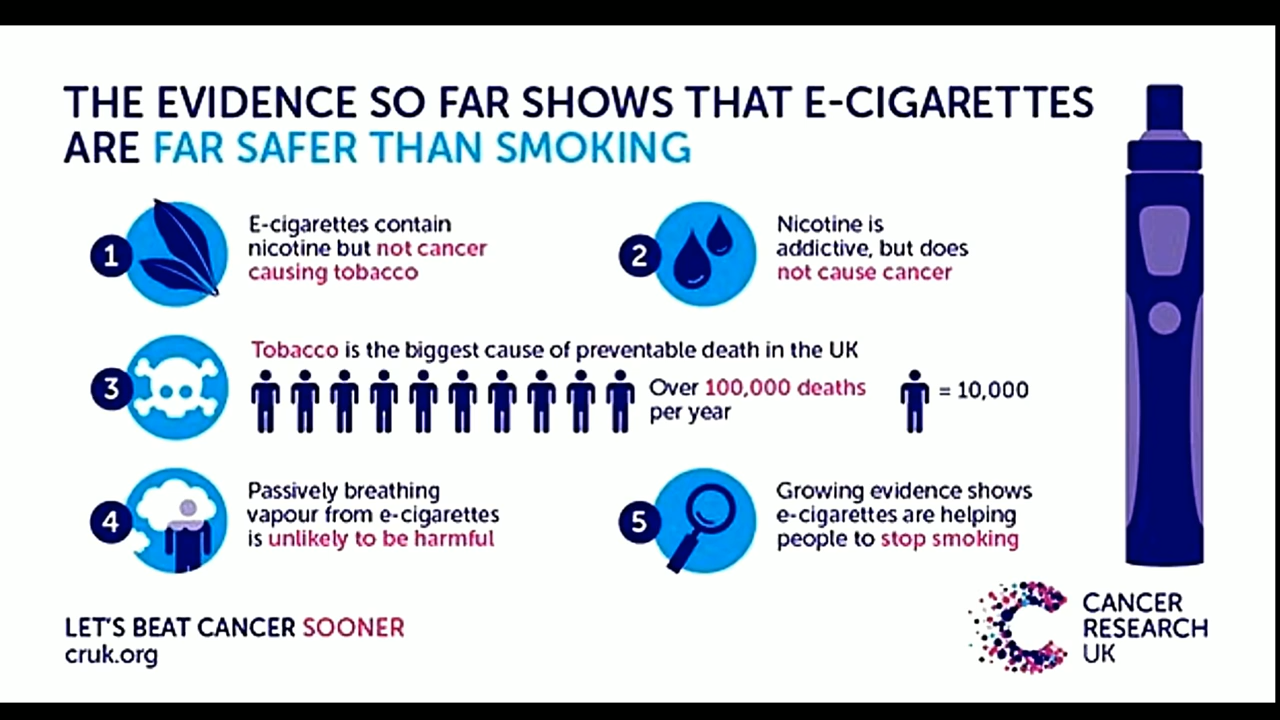 THE EVIDENCE SO FAR SHOWS THAT E-CIGARETTES
ARE FAR SAFER THAN SMOKING
1
E-cigarettes contain
nicotine but not cancer
causing tobacco
2
Nicotine is
addictive, but does
not cause cancer
3
Tobacco is the biggest cause of preventable death in the UK
Over 100,000 deaths
per year
= 10,000
4
Passively breathing
vapour from e-cigarettes
is unlikely to be harmful
5
Growing evidence shows
e-cigarettes are helping
people to stop smoking
LET'S BEAT CANCER SOONER
cruk.org
CANCER
RESEARCH
UK